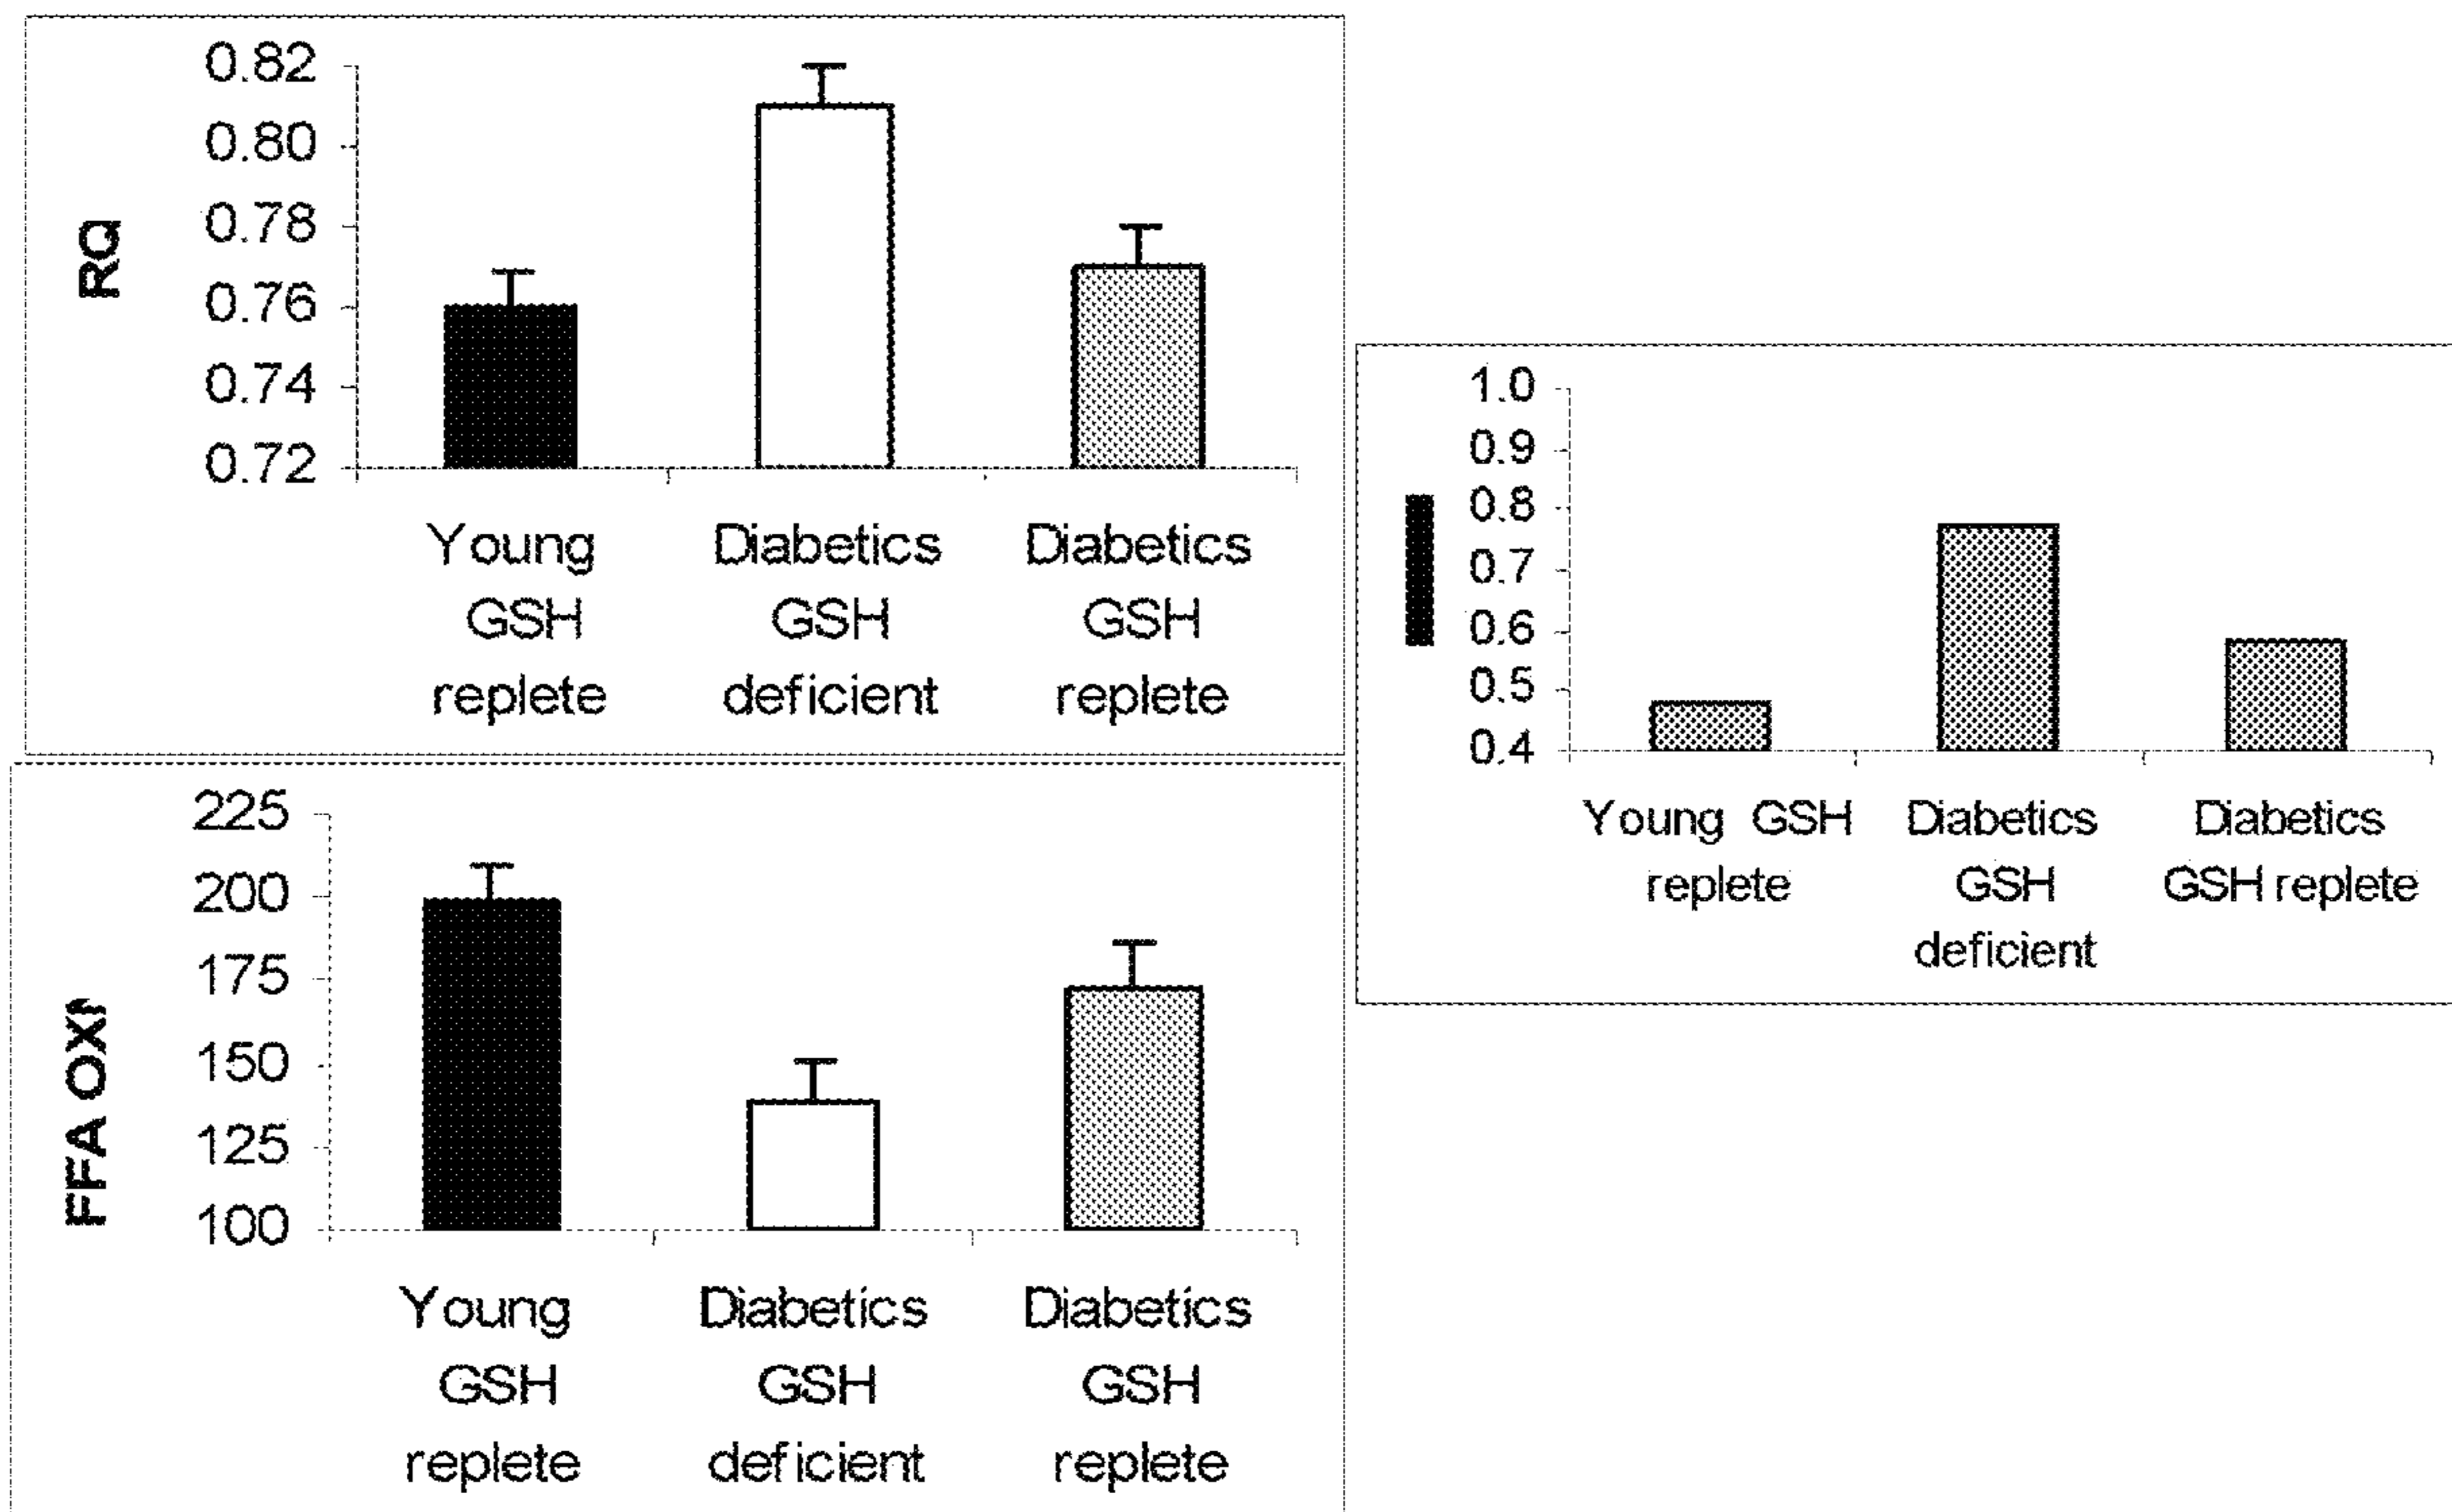 RQ
0.82
0.80
0.78
0.76
0.74
0.72
Young GSH replete
Diabetics GSH deficient
Diabetics GSH replete
FFA OXN
225
200
175
150
125
100
Young GSH replete
Diabetics GSH deficient
Diabetics GSH replete
1.0
0.9
0.8
0.7
0.6
0.5
0.4
Young GSH replete
Diabetics GSH deficient
Diabetics GSH replete